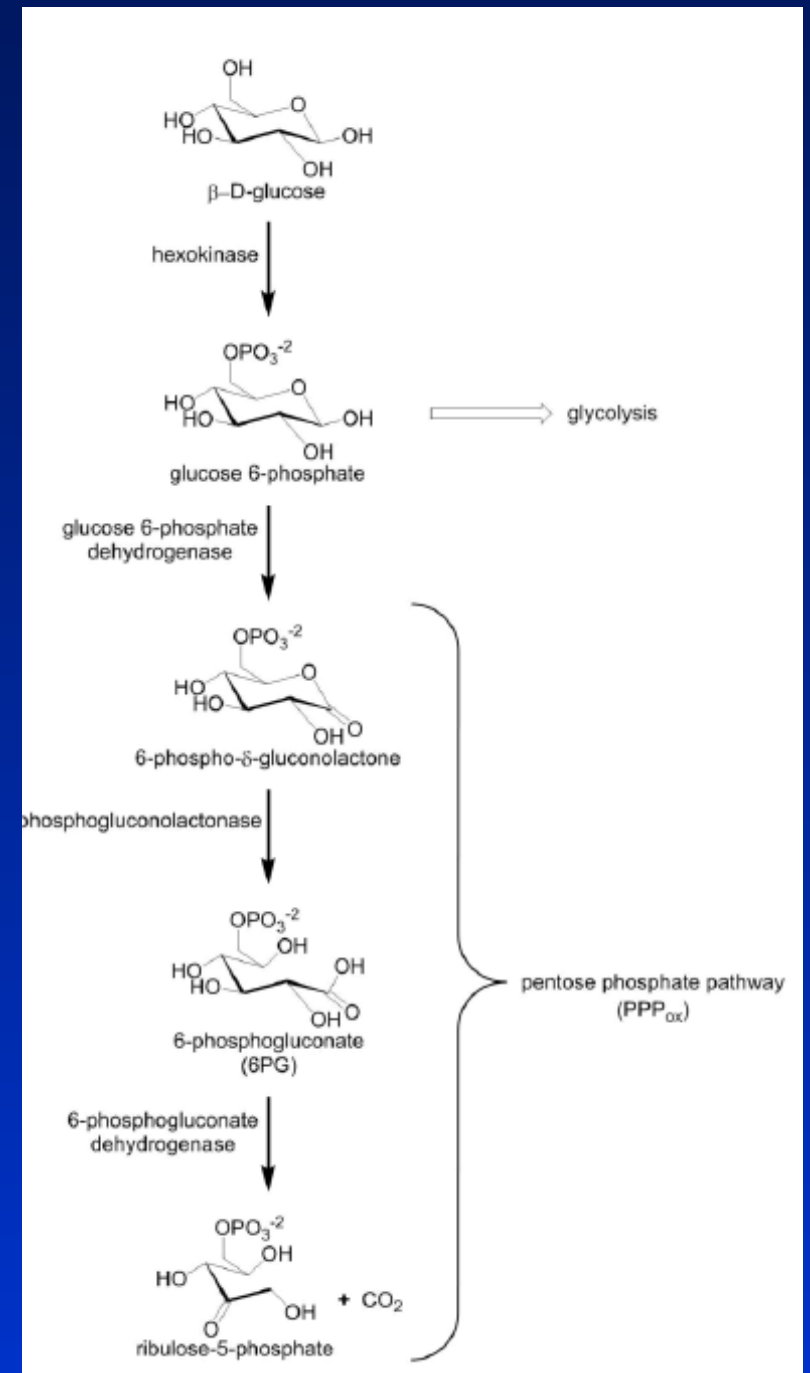 OH
O
HO
HO
OH
OH
β–D-glucose
hexokinase
OPO₃⁻²
O
HO
HO
OH
OH
glucose 6-phosphate
glycolysis
glucose 6-phosphate
dehydrogenase
OPO₃⁻²
O
HO
HO
OH
O
6-phospho-δ-gluconolactone
phosphogluconolactonase
OPO₃⁻²
OH
OH
HO
HO
OH
O
6-phosphogluconate
(6PG)
pentose phosphate pathway
(PPPₒₓ)
6-phosphogluconate
dehydrogenase
OPO₃⁻²
OH
HO
OH
O
+ CO₂
ribulose-5-phosphate